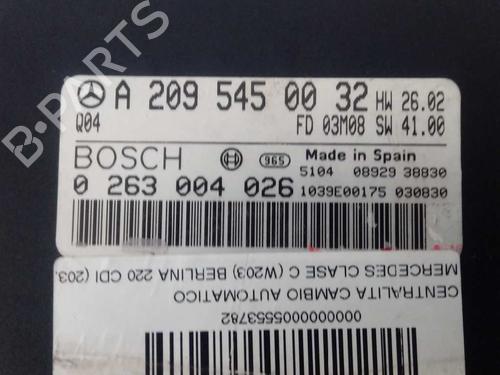 A 209 545 00 32 HW 26.02
Q04 FD 03M08 SW 41.00
BOSCH 965 Made in Spain
5104 08929 38830
0 263 004 026 1039E00175 030830
MERCEDES CLASE C (W203) BERLINA 220 CDI (203.
CENTRALITA CAMBIO AUTOMATICO
B-PARTS